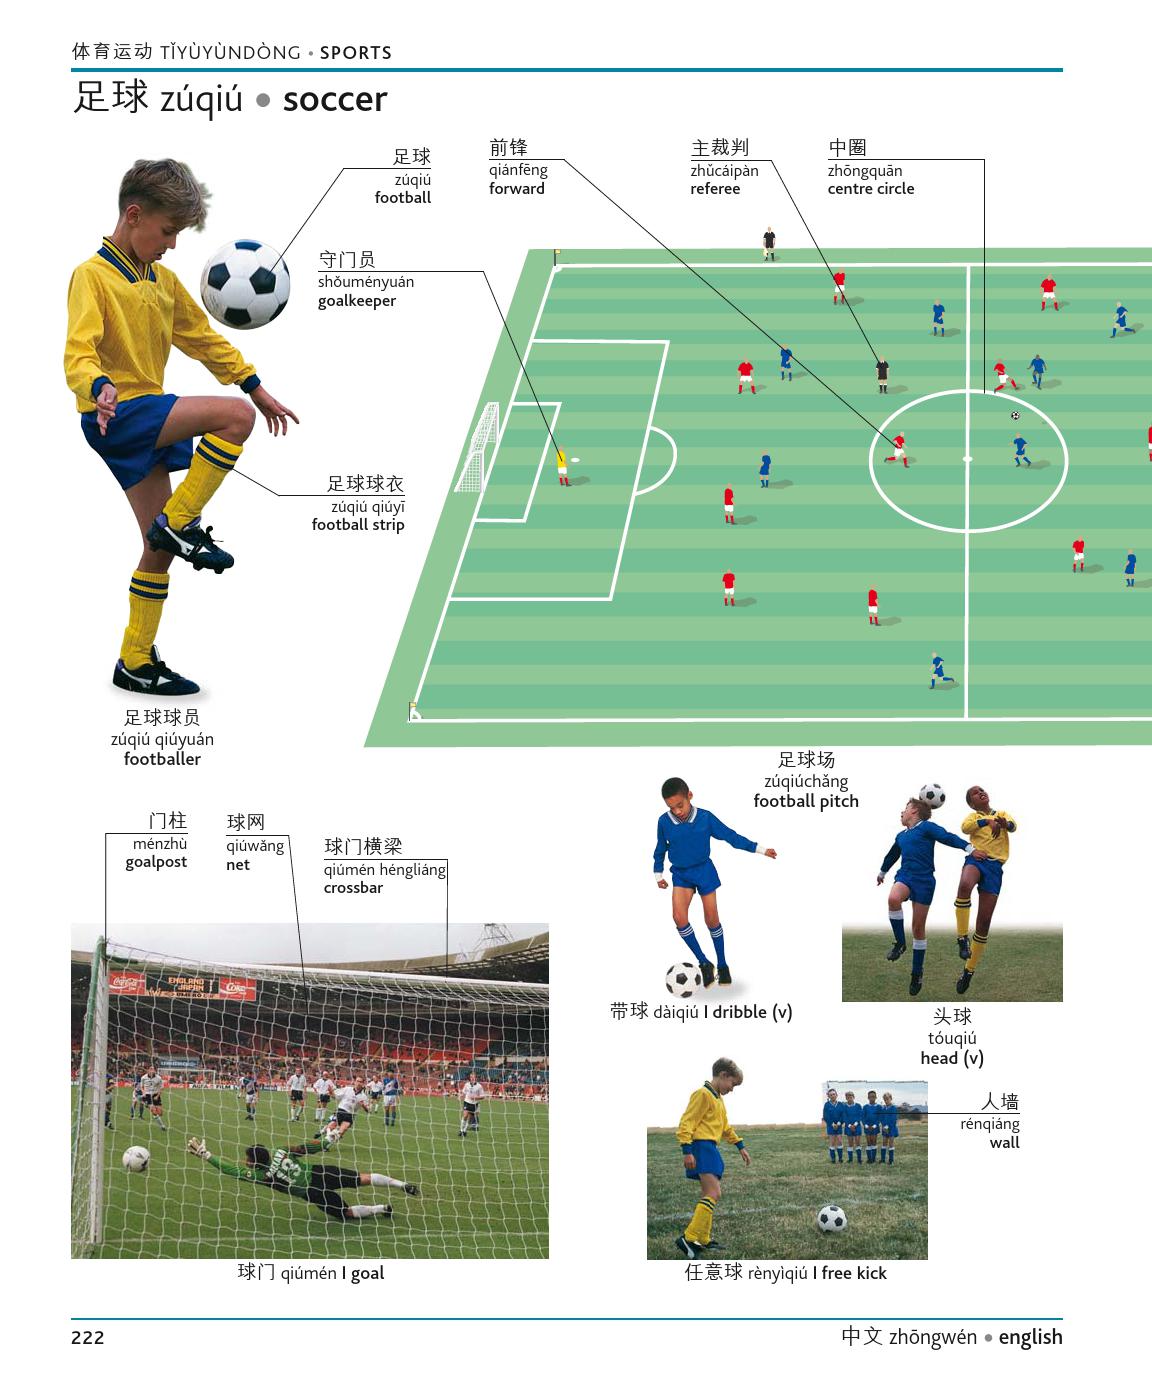 体育运动 TǏYÙYÙNDÒNG • SPORTS
足球 zúqiú • soccer
足球
zúqiú
football
前锋
qiánfēng
forward
主裁判
zhǔcáipàn
referee
中圈
zhōngquān
centre circle
守门员
shǒuményuán
goalkeeper
足球球衣
zúqiú qiúyī
football strip
足球球员
zúqiú qiúyuán
footballer
足球场
zúqiúchǎng
football pitch
门柱
ménzhù
goalpost
球网
qiúwǎng
net
球门横梁
qiúmén héngliáng
crossbar
Coca-Cola
ENGLAND
JAPAN
Coke
球门 qiúmén I goal
带球 dàiqiú I dribble (v)
头球
tóuqiú
head (v)
人墙
rénqiáng
wall
任意球 rènyìqiú I free kick
222
中文 zhōngwén • english